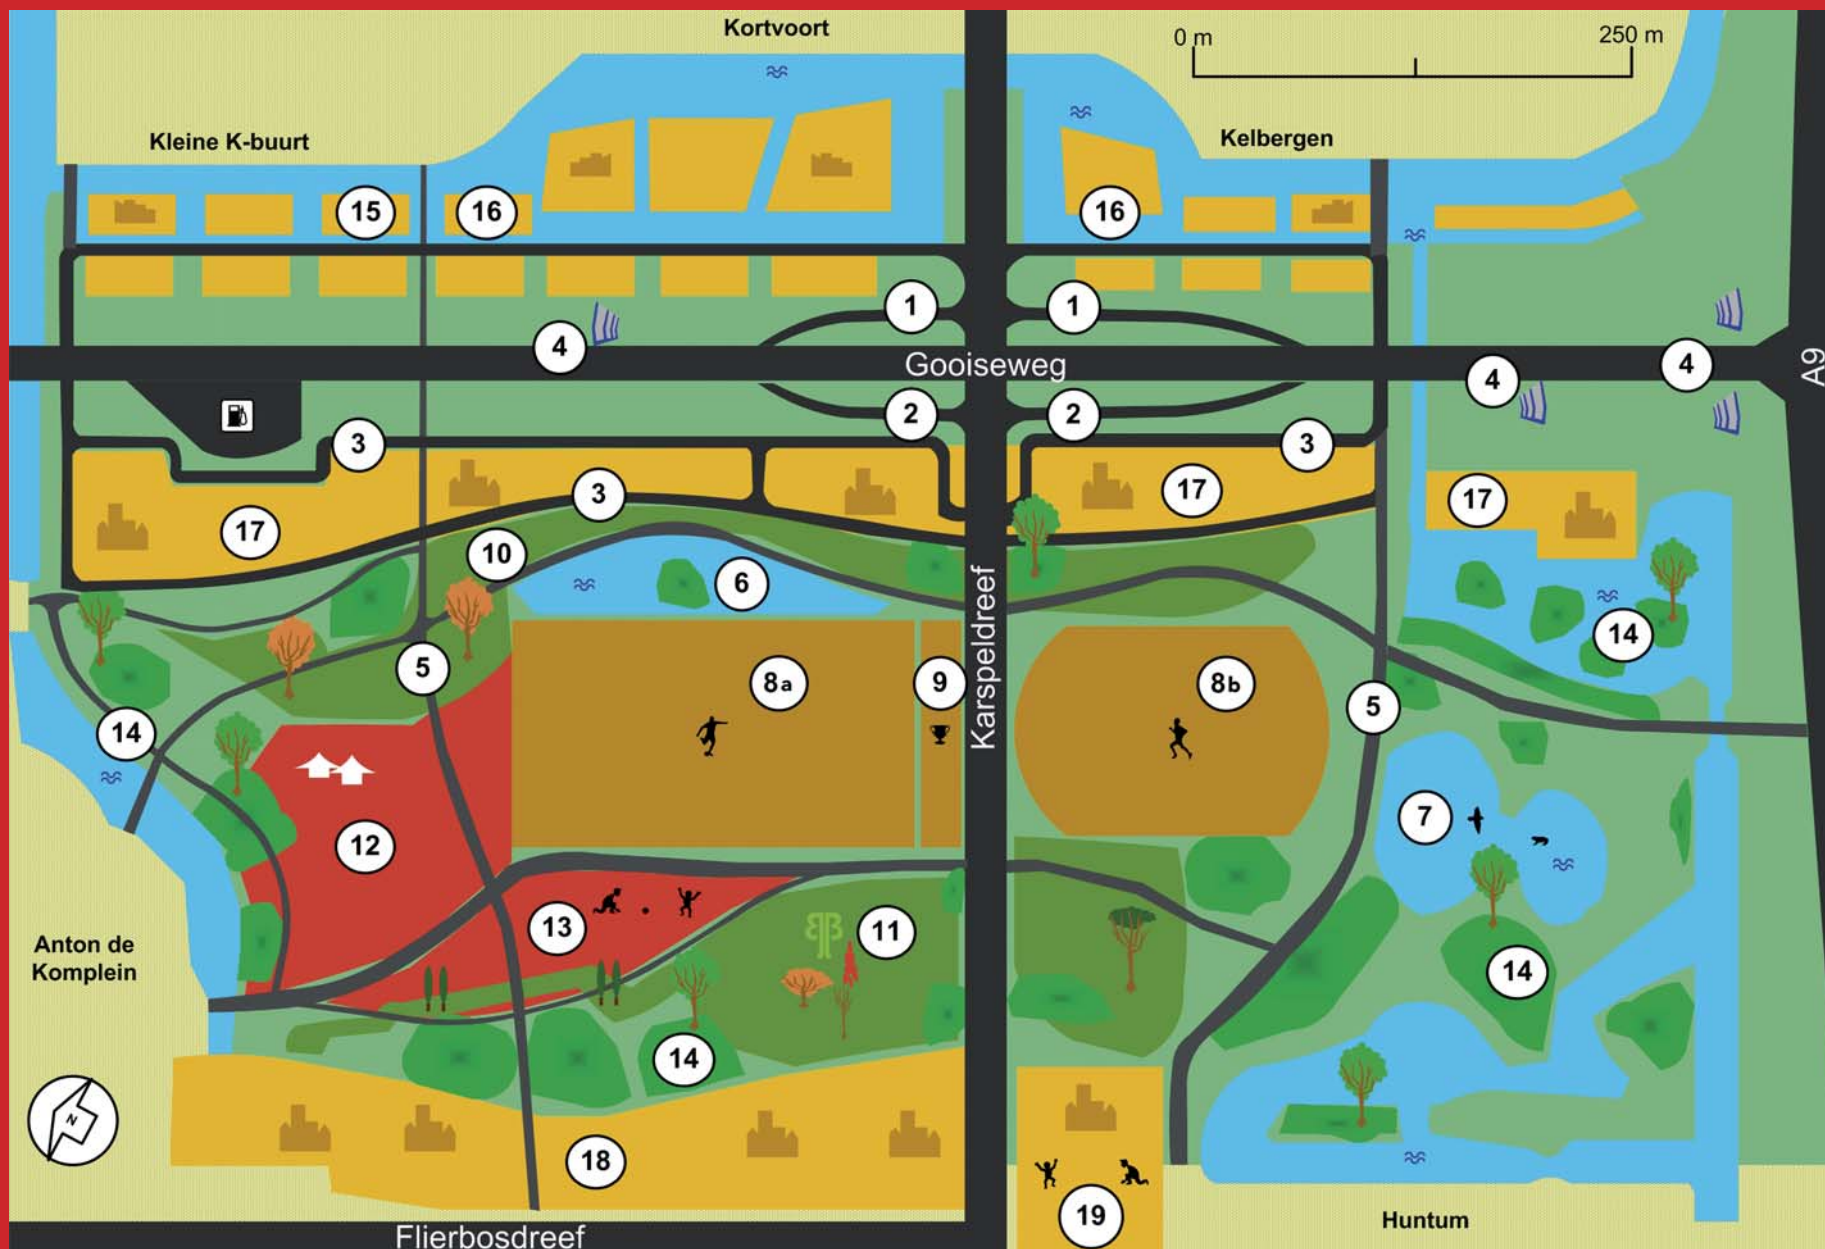 Kortvoort
0 m
250 m
Kleine K-buurt
Kelbergen
15
16
16
1
1
4
Gooiseweg
4
4
A9
2
2
3
3
3
17
17
17
10
6
14
5
8a
9
Karspeldreef
8b
5
14
7
12
13
11
Anton de
Komplein
14
14
N
18
19
Huntum
Flierbosdreef